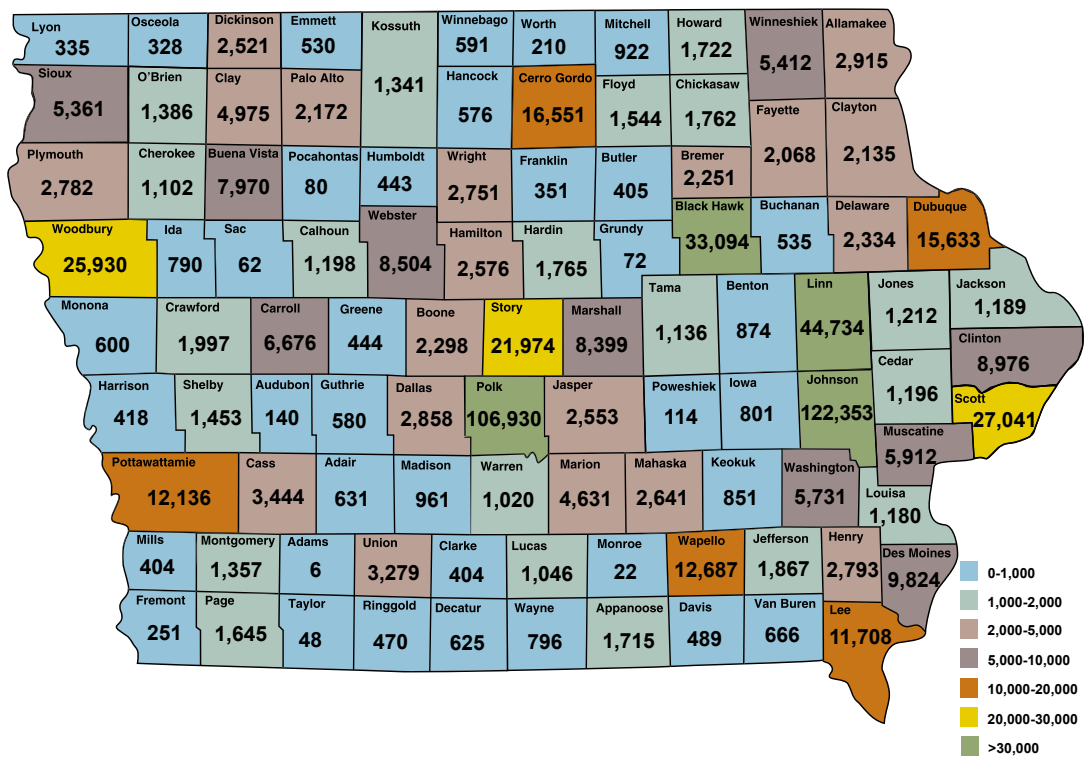 Lyon
335
Osceola
328
Dickinson
2,521
Emmett
530
Kossuth
1,341
Winnebago
591
Worth
210
Mitchell
922
Howard
1,722
Winneshiek
5,412
Allamakee
2,915
Sioux
5,361
O'Brien
1,386
Clay
4,975
Palo Alto
2,172
Hancock
576
Cerro Gordo
16,551
Floyd
1,544
Chickasaw
1,762
Fayette
2,068
Clayton
2,135
Plymouth
2,782
Cherokee
1,102
Buena Vista
7,970
Pocahontas
80
Humboldt
443
Wright
2,751
Franklin
351
Butler
405
Bremer
2,251
Woodbury
25,930
Ida
790
Sac
62
Calhoun
1,198
Webster
8,504
Hamilton
2,576
Hardin
1,765
Grundy
72
Black Hawk
33,094
Buchanan
535
Delaware
2,334
Dubuque
15,633
Monona
600
Crawford
1,997
Carroll
6,676
Greene
444
Boone
2,298
Story
21,974
Marshall
8,399
Tama
1,136
Benton
874
Linn
44,734
Jones
1,212
Jackson
1,189
Clinton
8,976
Cedar
1,196
Scott
27,041
Harrison
418
Shelby
1,453
Audubon
140
Guthrie
580
Dallas
2,858
Polk
106,930
Jasper
2,553
Poweshiek
114
Iowa
801
Johnson
122,353
Muscatine
5,912
Pottawattamie
12,136
Cass
3,444
Adair
631
Madison
961
Warren
1,020
Marion
4,631
Mahaska
2,641
Keokuk
851
Washington
5,731
Louisa
1,180
Mills
404
Montgomery
1,357
Adams
6
Union
3,279
Clarke
404
Lucas
1,046
Monroe
22
Wapello
12,687
Jefferson
1,867
Henry
2,793
Des Moines
9,824
Fremont
251
Page
1,645
Taylor
48
Ringgold
470
Decatur
625
Wayne
796
Appanoose
1,715
Davis
489
Van Buren
666
Lee
11,708
0-1,000
1,000-2,000
2,000-5,000
5,000-10,000
10,000-20,000
20,000-30,000
>30,000